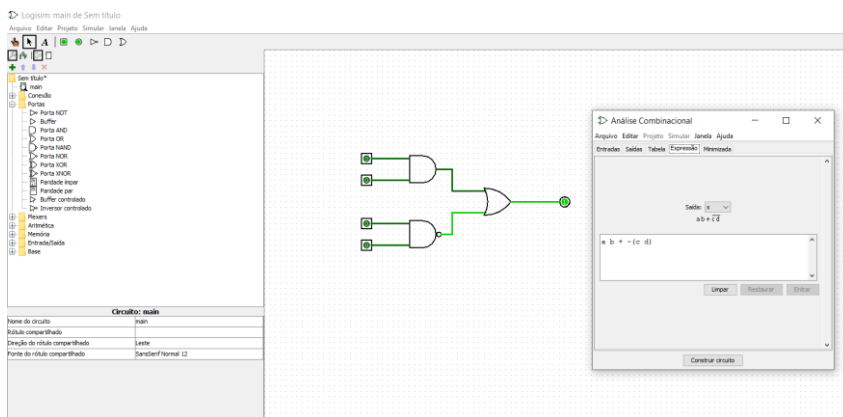 Logisim: main de Sem título
Arquivo Editar Projeto Simular Janela Ajuda
A
Sem título*
main
Conexão
Portas
Porta NOT
Buffer
Porta AND
Porta OR
Porta NAND
Porta NOR
Porta XOR
Porta XNOR
Paridade ímpar
Paridade par
Buffer controlado
Inversor controlado
Plexers
Aritmética
Memória
Entrada/Saída
Base
Circuito: main
Nome do circuito main
Rótulo compartilhado
Direção do rótulo compartilhado Leste
Fonte do rótulo compartilhado SansSerif Normal 12
Análise Combinacional
Arquivo Editar Projeto Simular Janela Ajuda
Entradas Saídas Tabela Expressão Minimizada
Saída: x
a b + c̅d̅
a b + ~(c d)
Limpar Restaurar Entrar
Construir circuito